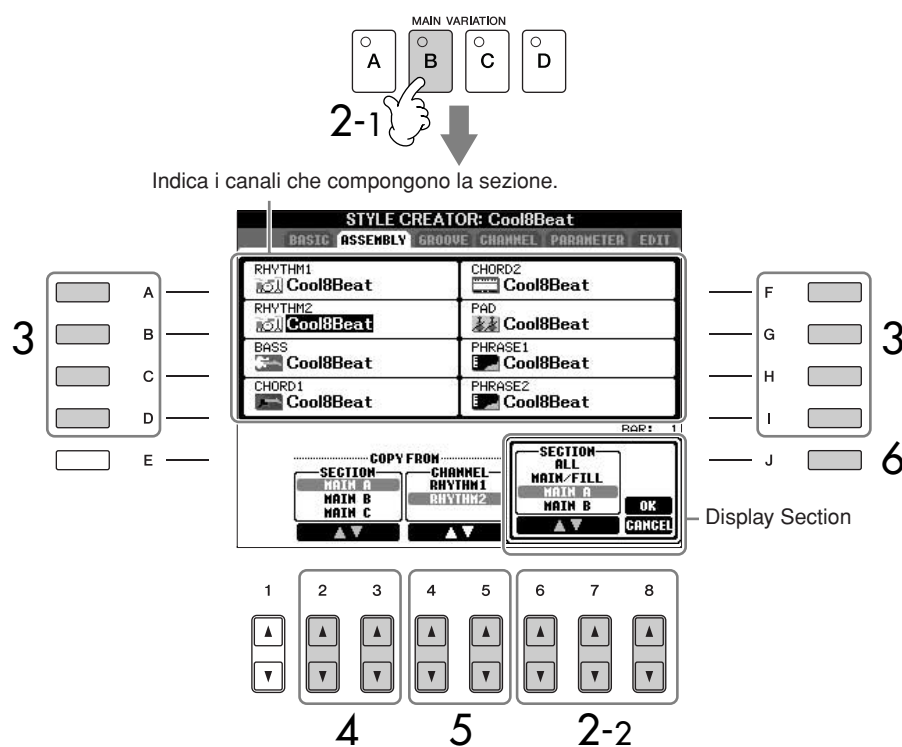 MAIN VARIATION
A B C D
2-1
Indica i canali che compongono la sezione.
STYLE CREATOR: Cool8Beat
BASIC ASSEMBLY GROOVE CHANNEL PARAMETER EDIT
RHYTHM1
Cool8Beat
CHORD2
Cool8Beat
RHYTHM2
Cool8Beat
PAD
Cool8Beat
BASS
Cool8Beat
PHRASE1
Cool8Beat
CHORD1
Cool8Beat
PHRASE2
Cool8Beat
3
A
B
C
D
E
F
G
H
I
J
3
6
BAR: 1
COPY FROM
SECTION
MAIN A
MAIN B
MAIN C
CHANNEL
RHYTHM1
RHYTHM2
SECTION
ALL
MAIN/FILL
MAIN A
MAIN B
OK
CANCEL
Display Section
1 2 3 4 5 6 7 8
4 5 2-2